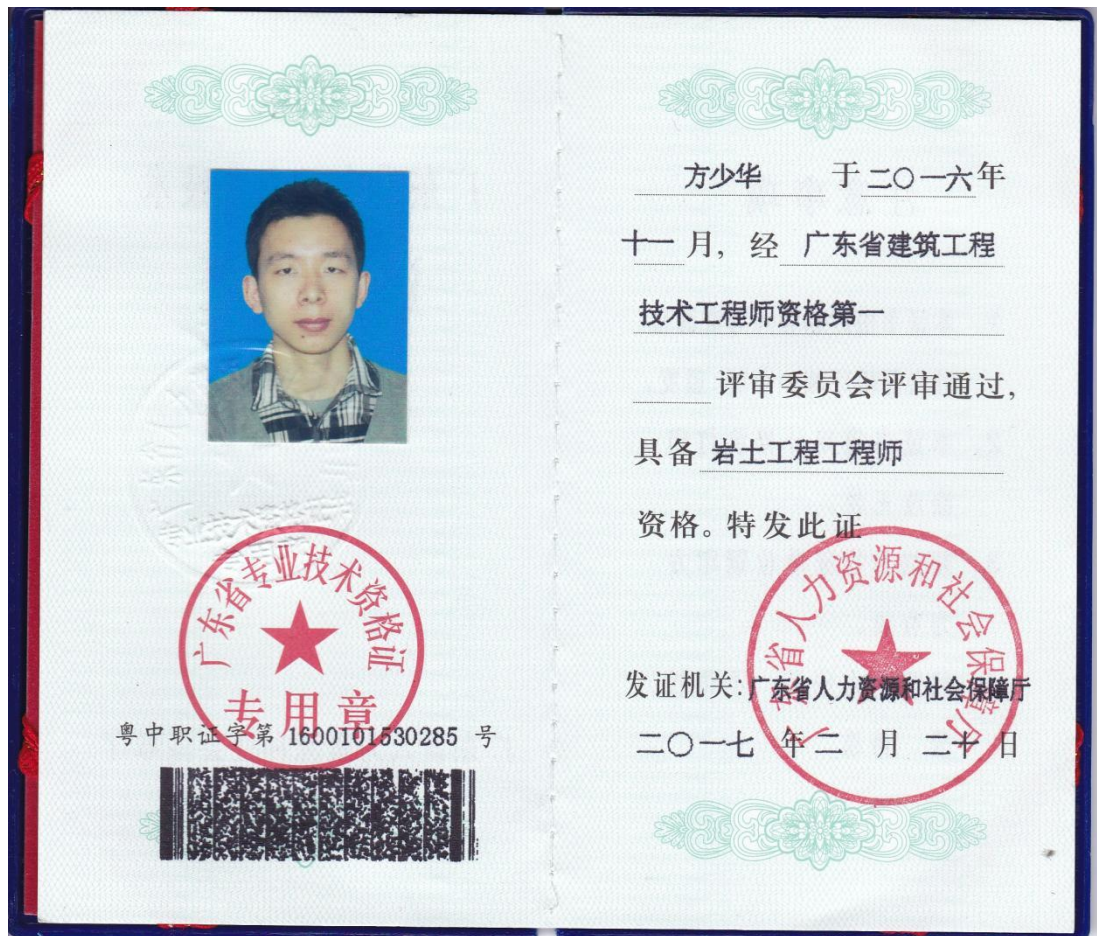 广东省专业技术资格证
专用章
粤中职证字第 1600101530285 号
方少华 于二〇一六年
十一月, 经 广东省建筑工程
技术工程师资格第一
评审委员会评审通过,
具备 岩土工程工程师
资格。特发此证
广东省人力资源和社会保障厅
发证机关:广东省人力资源和社会保障厅
二〇一七 年二 月 二十 日